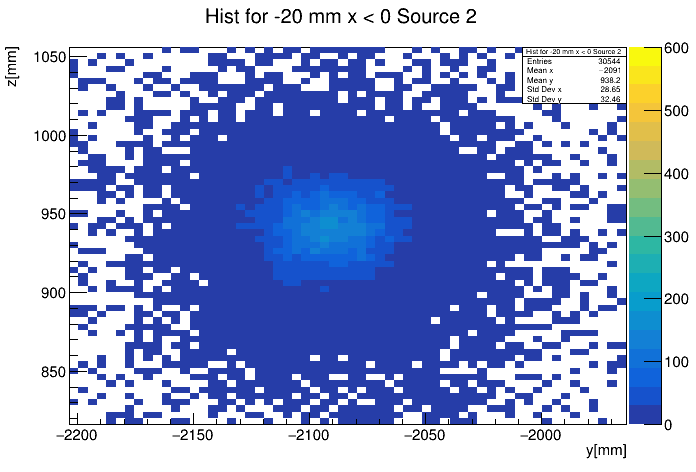 Hist for -20 mm x < 0 Source 2
z[mm]
Hist for -20 mm x < 0 Source 2
Entries 30544
Mean x −2091
Mean y 938.2
Std Dev x 28.65
Std Dev y 32.46
1050
1000
950
900
850
−2200 −2150 −2100 −2050 −2000
y[mm]
600
500
400
300
200
100
0